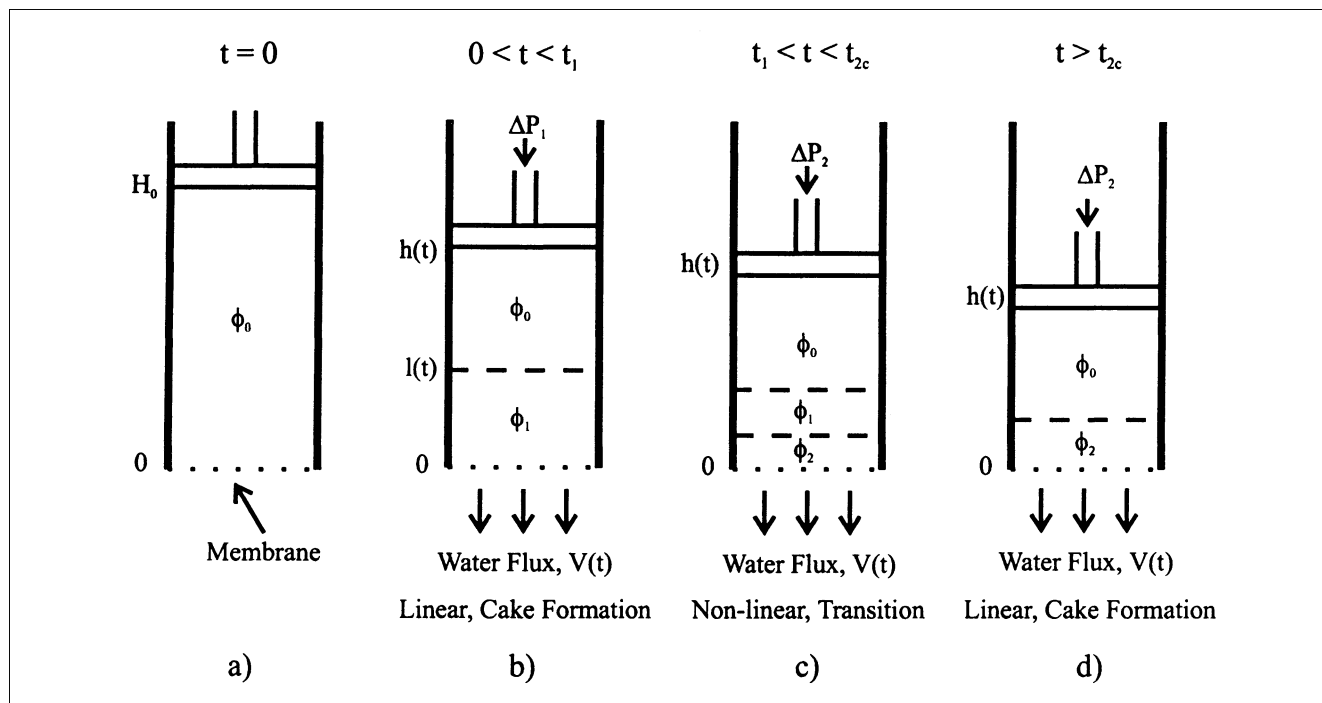 t = 0
0 < t < t₁
t₁ < t < t₂c
t > t₂c
H₀
ϕ₀
0
Membrane
ΔP₁
h(t)
ϕ₀
l(t)
ϕ₁
0
Water Flux, V(t)
Linear, Cake Formation
ΔP₂
h(t)
ϕ₀
ϕ₁
ϕ₂
0
Water Flux, V(t)
Non-linear, Transition
ΔP₂
h(t)
ϕ₀
ϕ₂
0
Water Flux, V(t)
Linear, Cake Formation
a)
b)
c)
d)